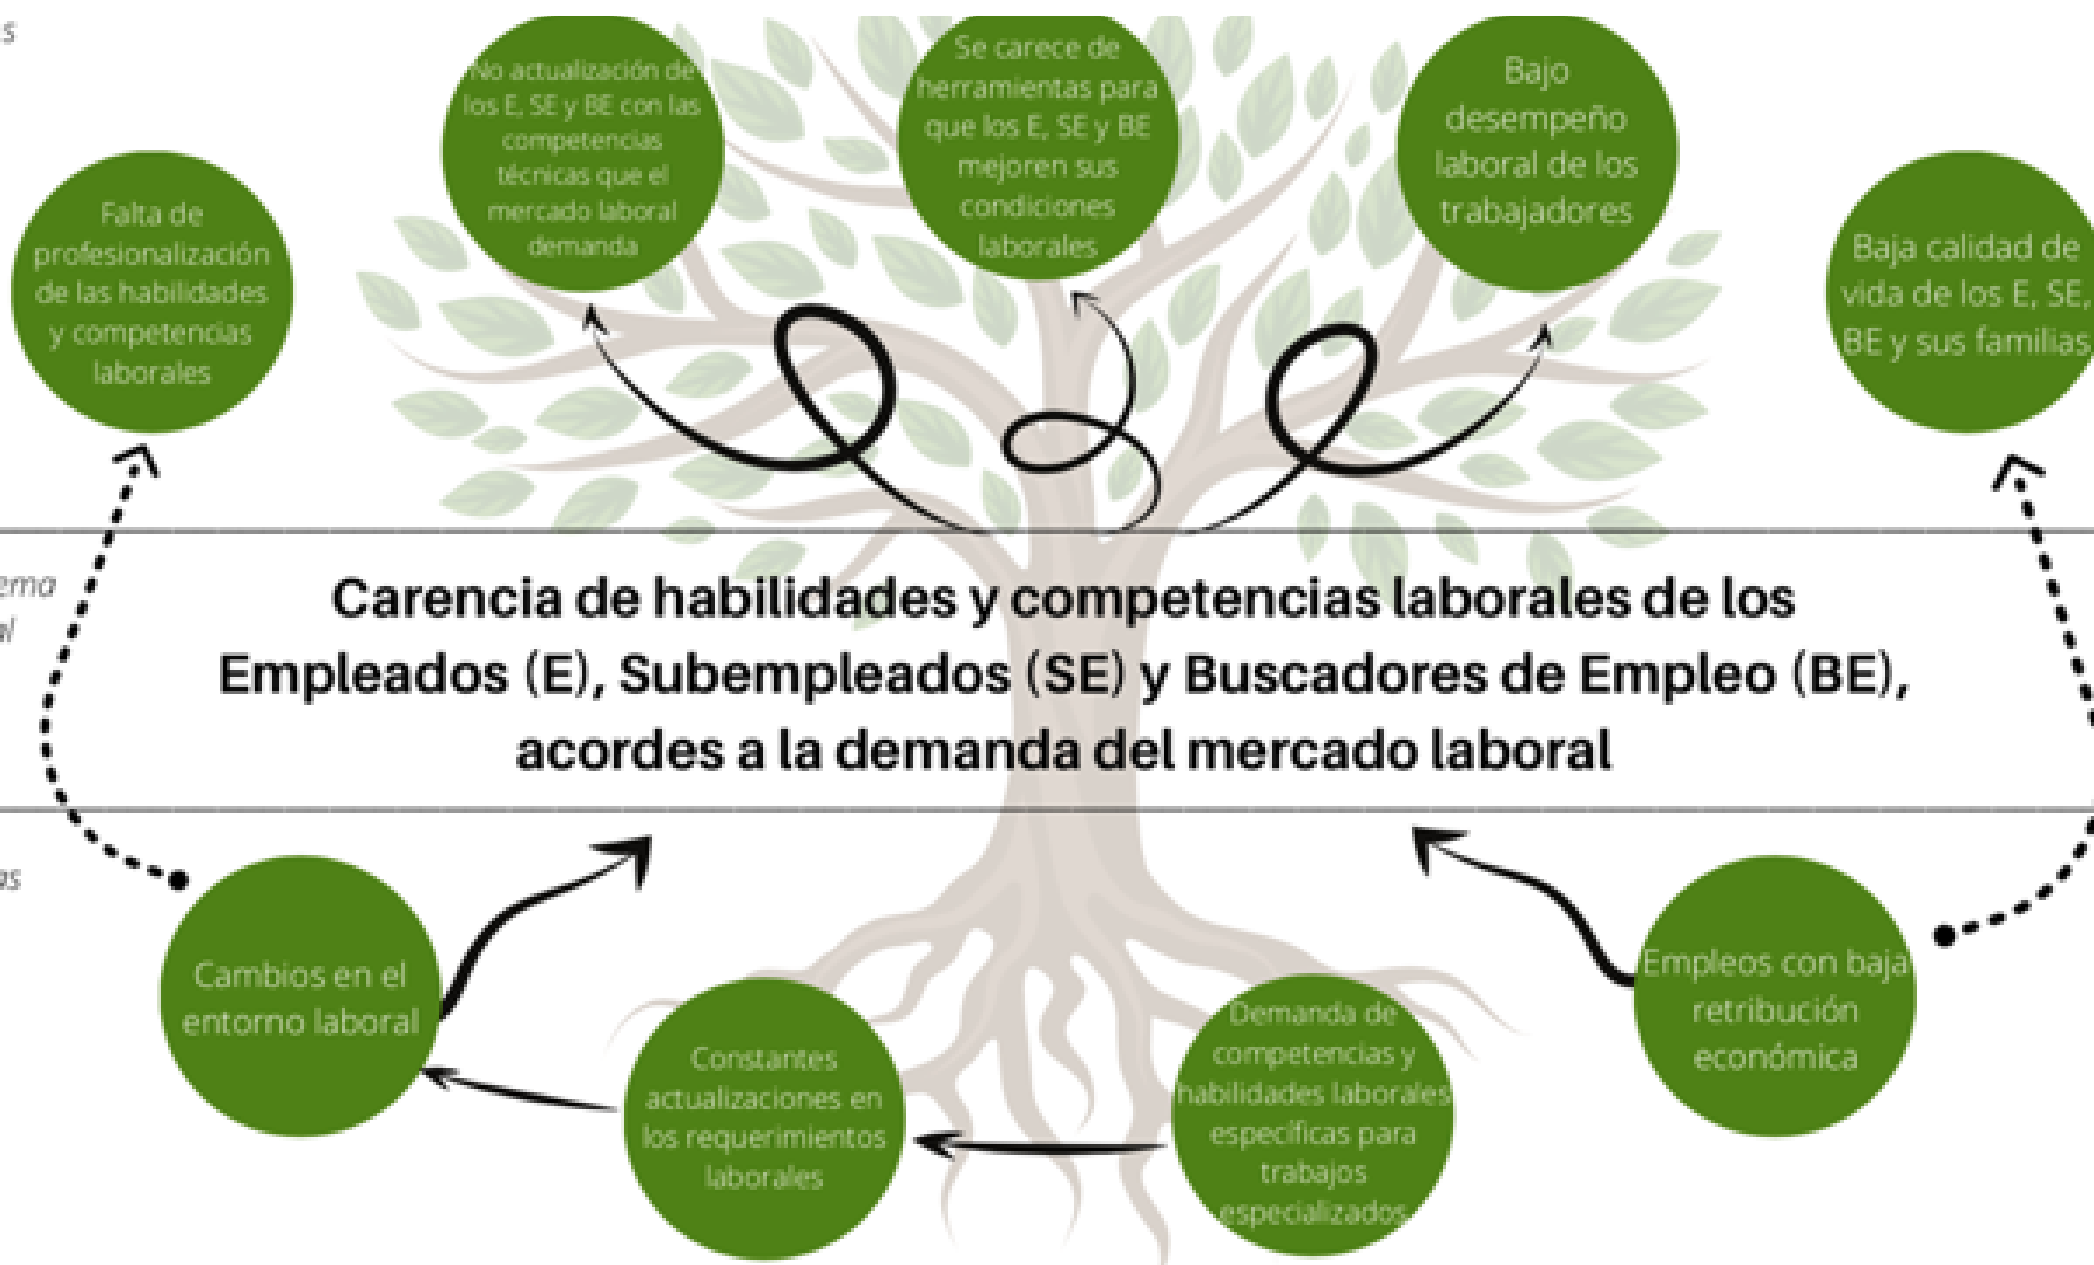 No actualización de
los E, SE y BE con las
competencias
técnicas que el
mercado laboral
demanda
Se carece de
herramientas para
que los E, SE y BE
mejoren sus
condiciones
laborales
Bajo
desempeño
laboral de los
trabajadores
Falta de
profesionalización
de las habilidades
y competencias
laborales
Baja calidad de
vida de los E, SE,
BE y sus familias
Carencia de habilidades y competencias laborales de los
Empleados (E), Subempleados (SE) y Buscadores de Empleo (BE),
acordes a la demanda del mercado laboral
Cambios en el
entorno laboral
Constantes
actualizaciones en
los requerimientos
laborales
Demanda de
competencias y
habilidades laborales
específicas para
trabajos
especializados
Empleos con baja
retribución
económica